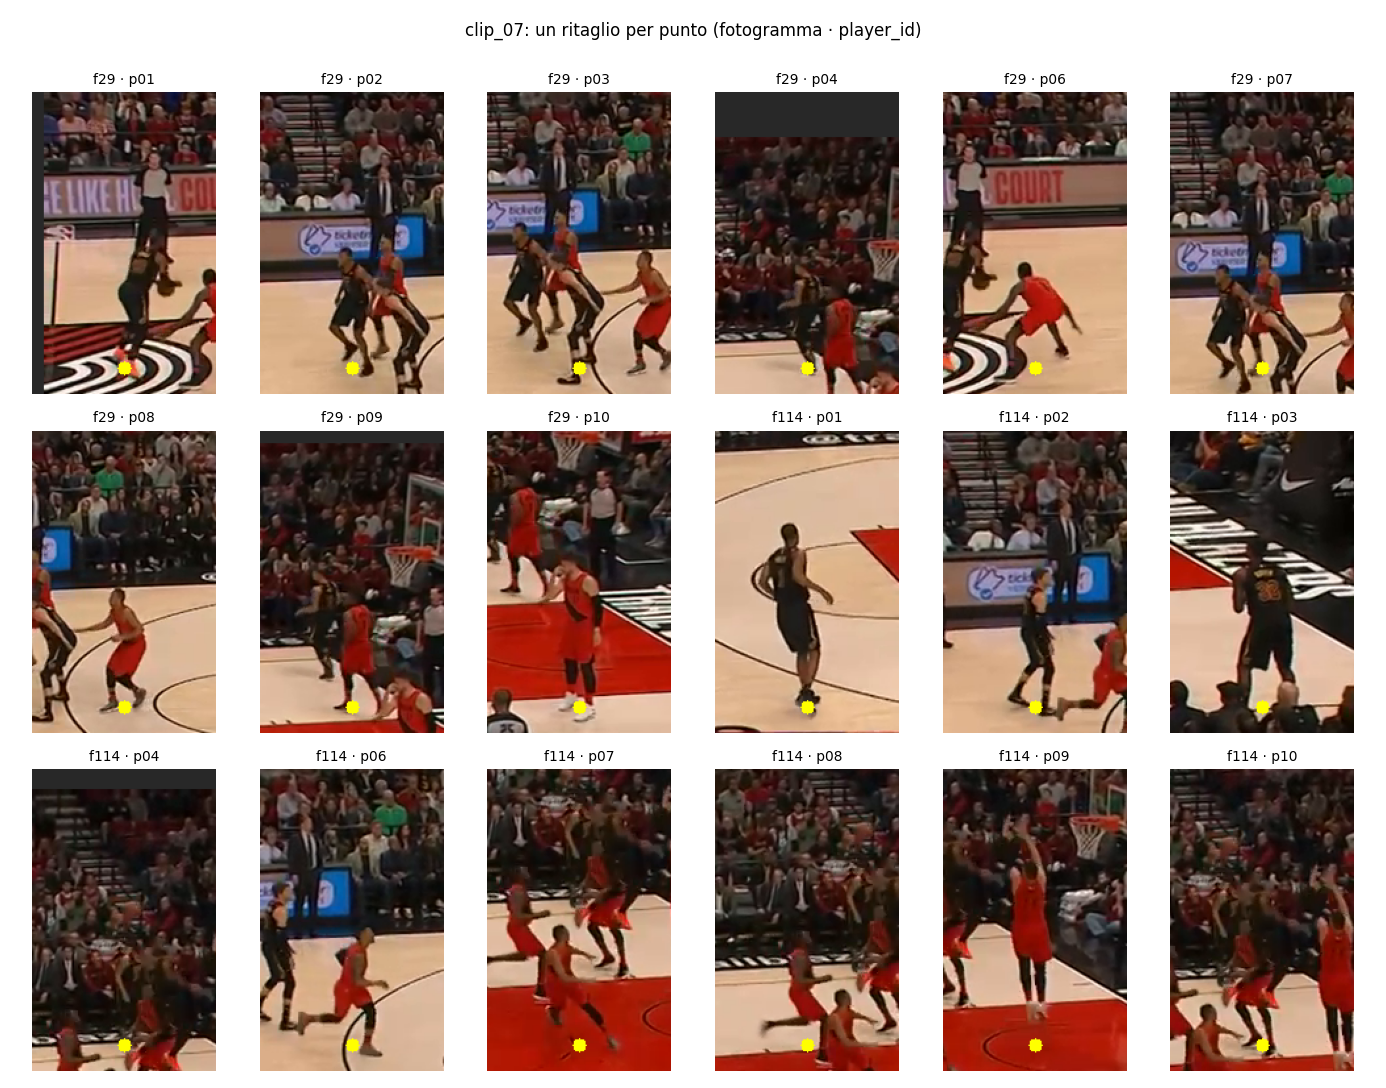 clip_07: un ritaglio per punto (fotogramma · player_id)
f29 · p01
f29 · p02
f29 · p03
f29 · p04
f29 · p06
f29 · p07
COURT
f29 · p08
f29 · p09
f29 · p10
f114 · p01
f114 · p02
f114 · p03
f114 · p04
f114 · p06
f114 · p07
f114 · p08
f114 · p09
f114 · p10